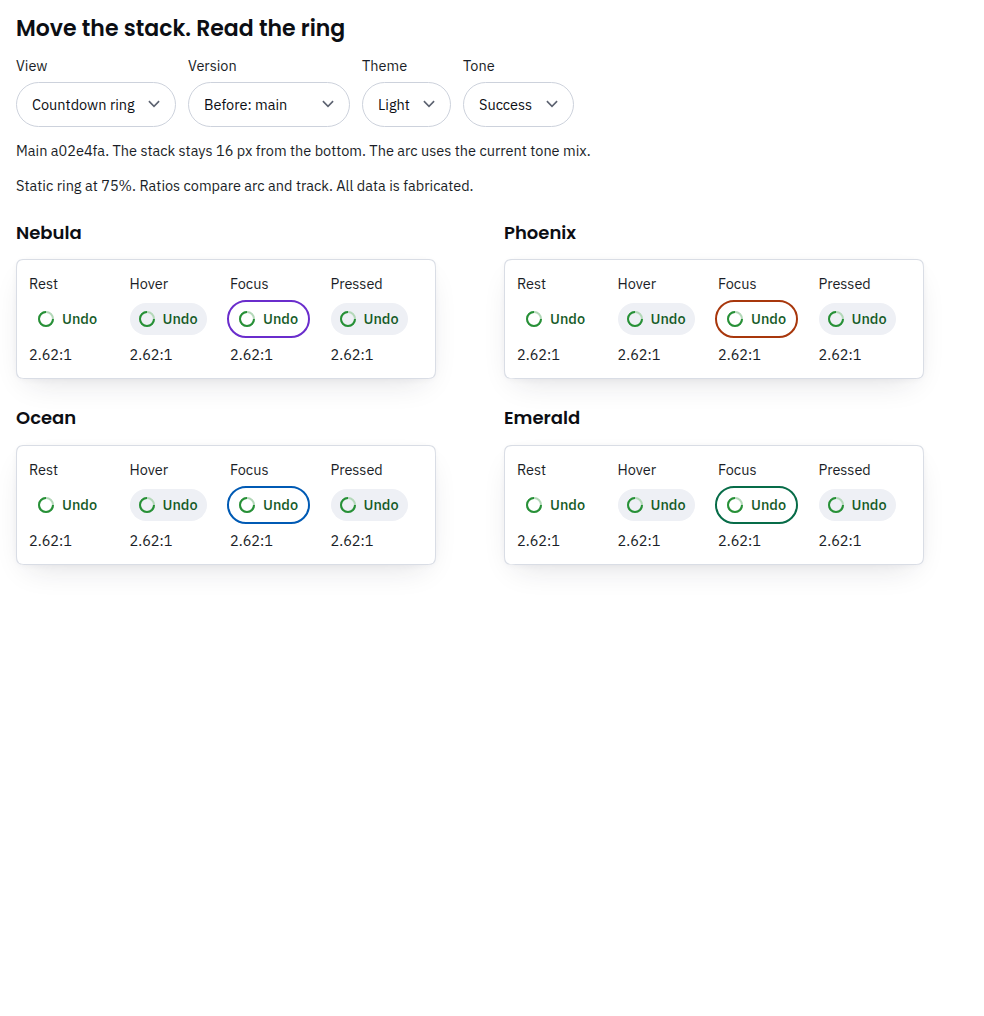 Move the stack. Read the ring
View Version Theme Tone
Countdown ring Before: main Light Success
Main a02e4fa. The stack stays 16 px from the bottom. The arc uses the current tone mix.
Static ring at 75%. Ratios compare arc and track. All data is fabricated.
Nebula
Rest Hover Focus Pressed
Undo Undo Undo Undo
2.62:1 2.62:1 2.62:1 2.62:1
Phoenix
Rest Hover Focus Pressed
Undo Undo Undo Undo
2.62:1 2.62:1 2.62:1 2.62:1
Ocean
Rest Hover Focus Pressed
Undo Undo Undo Undo
2.62:1 2.62:1 2.62:1 2.62:1
Emerald
Rest Hover Focus Pressed
Undo Undo Undo Undo
2.62:1 2.62:1 2.62:1 2.62:1